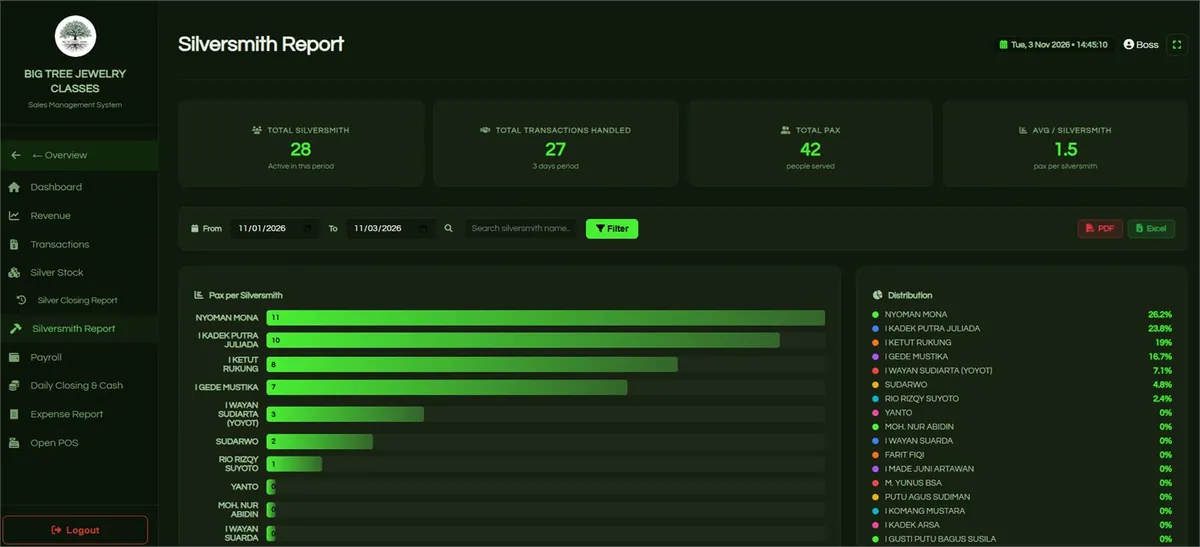 BIG TREE JEWELRY
CLASSES
Sales Management System
← Overview
Dashboard
Revenue
Transactions
Silver Stock
Silver Closing Report
Silversmith Report
Payroll
Daily Closing & Cash
Expense Report
Open POS
Logout
Silversmith Report
Tue, 3 Nov 2026 • 14:45:10
Boss
TOTAL SILVERSMITH
28
Active in this period
TOTAL TRANSACTIONS HANDLED
27
3 days period
TOTAL PAX
42
people served
AVG / SILVERSMITH
1.5
pax per silversmith
From
11/01/2026
To
11/03/2026
Search silversmith name..
Filter
PDF
Excel
Pax per Silversmith
NYOMAN MONA
11
I KADEK PUTRA
JULIADA
10
I KETUT
RUKUNG
8
I GEDE MUSTIKA
7
I WAYAN
SUDIARTA
(YOYOT)
3
SUDARWO
2
RIO RIZQY
SUYOTO
1
YANTO
0
MOH. NUR
ABIDIN
0
I WAYAN
SUARDA
0
Distribution
NYOMAN MONA 26.2%
I KADEK PUTRA JULIADA 23.8%
I KETUT RUKUNG 19%
I GEDE MUSTIKA 16.7%
I WAYAN SUDIARTA (YOYOT) 7.1%
SUDARWO 4.8%
RIO RIZQY SUYOTO 2.4%
YANTO 0%
MOH. NUR ABIDIN 0%
I WAYAN SUARDA 0%
FARIT FIQI 0%
I MADE JUNI ARTAWAN 0%
M. YUNUS BSA 0%
PUTU AGUS SUDIMAN 0%
I KOMANG MUSTARA 0%
I KADEK ARSA 0%
I GUSTI PUTU BAGUS SUSILA 0%